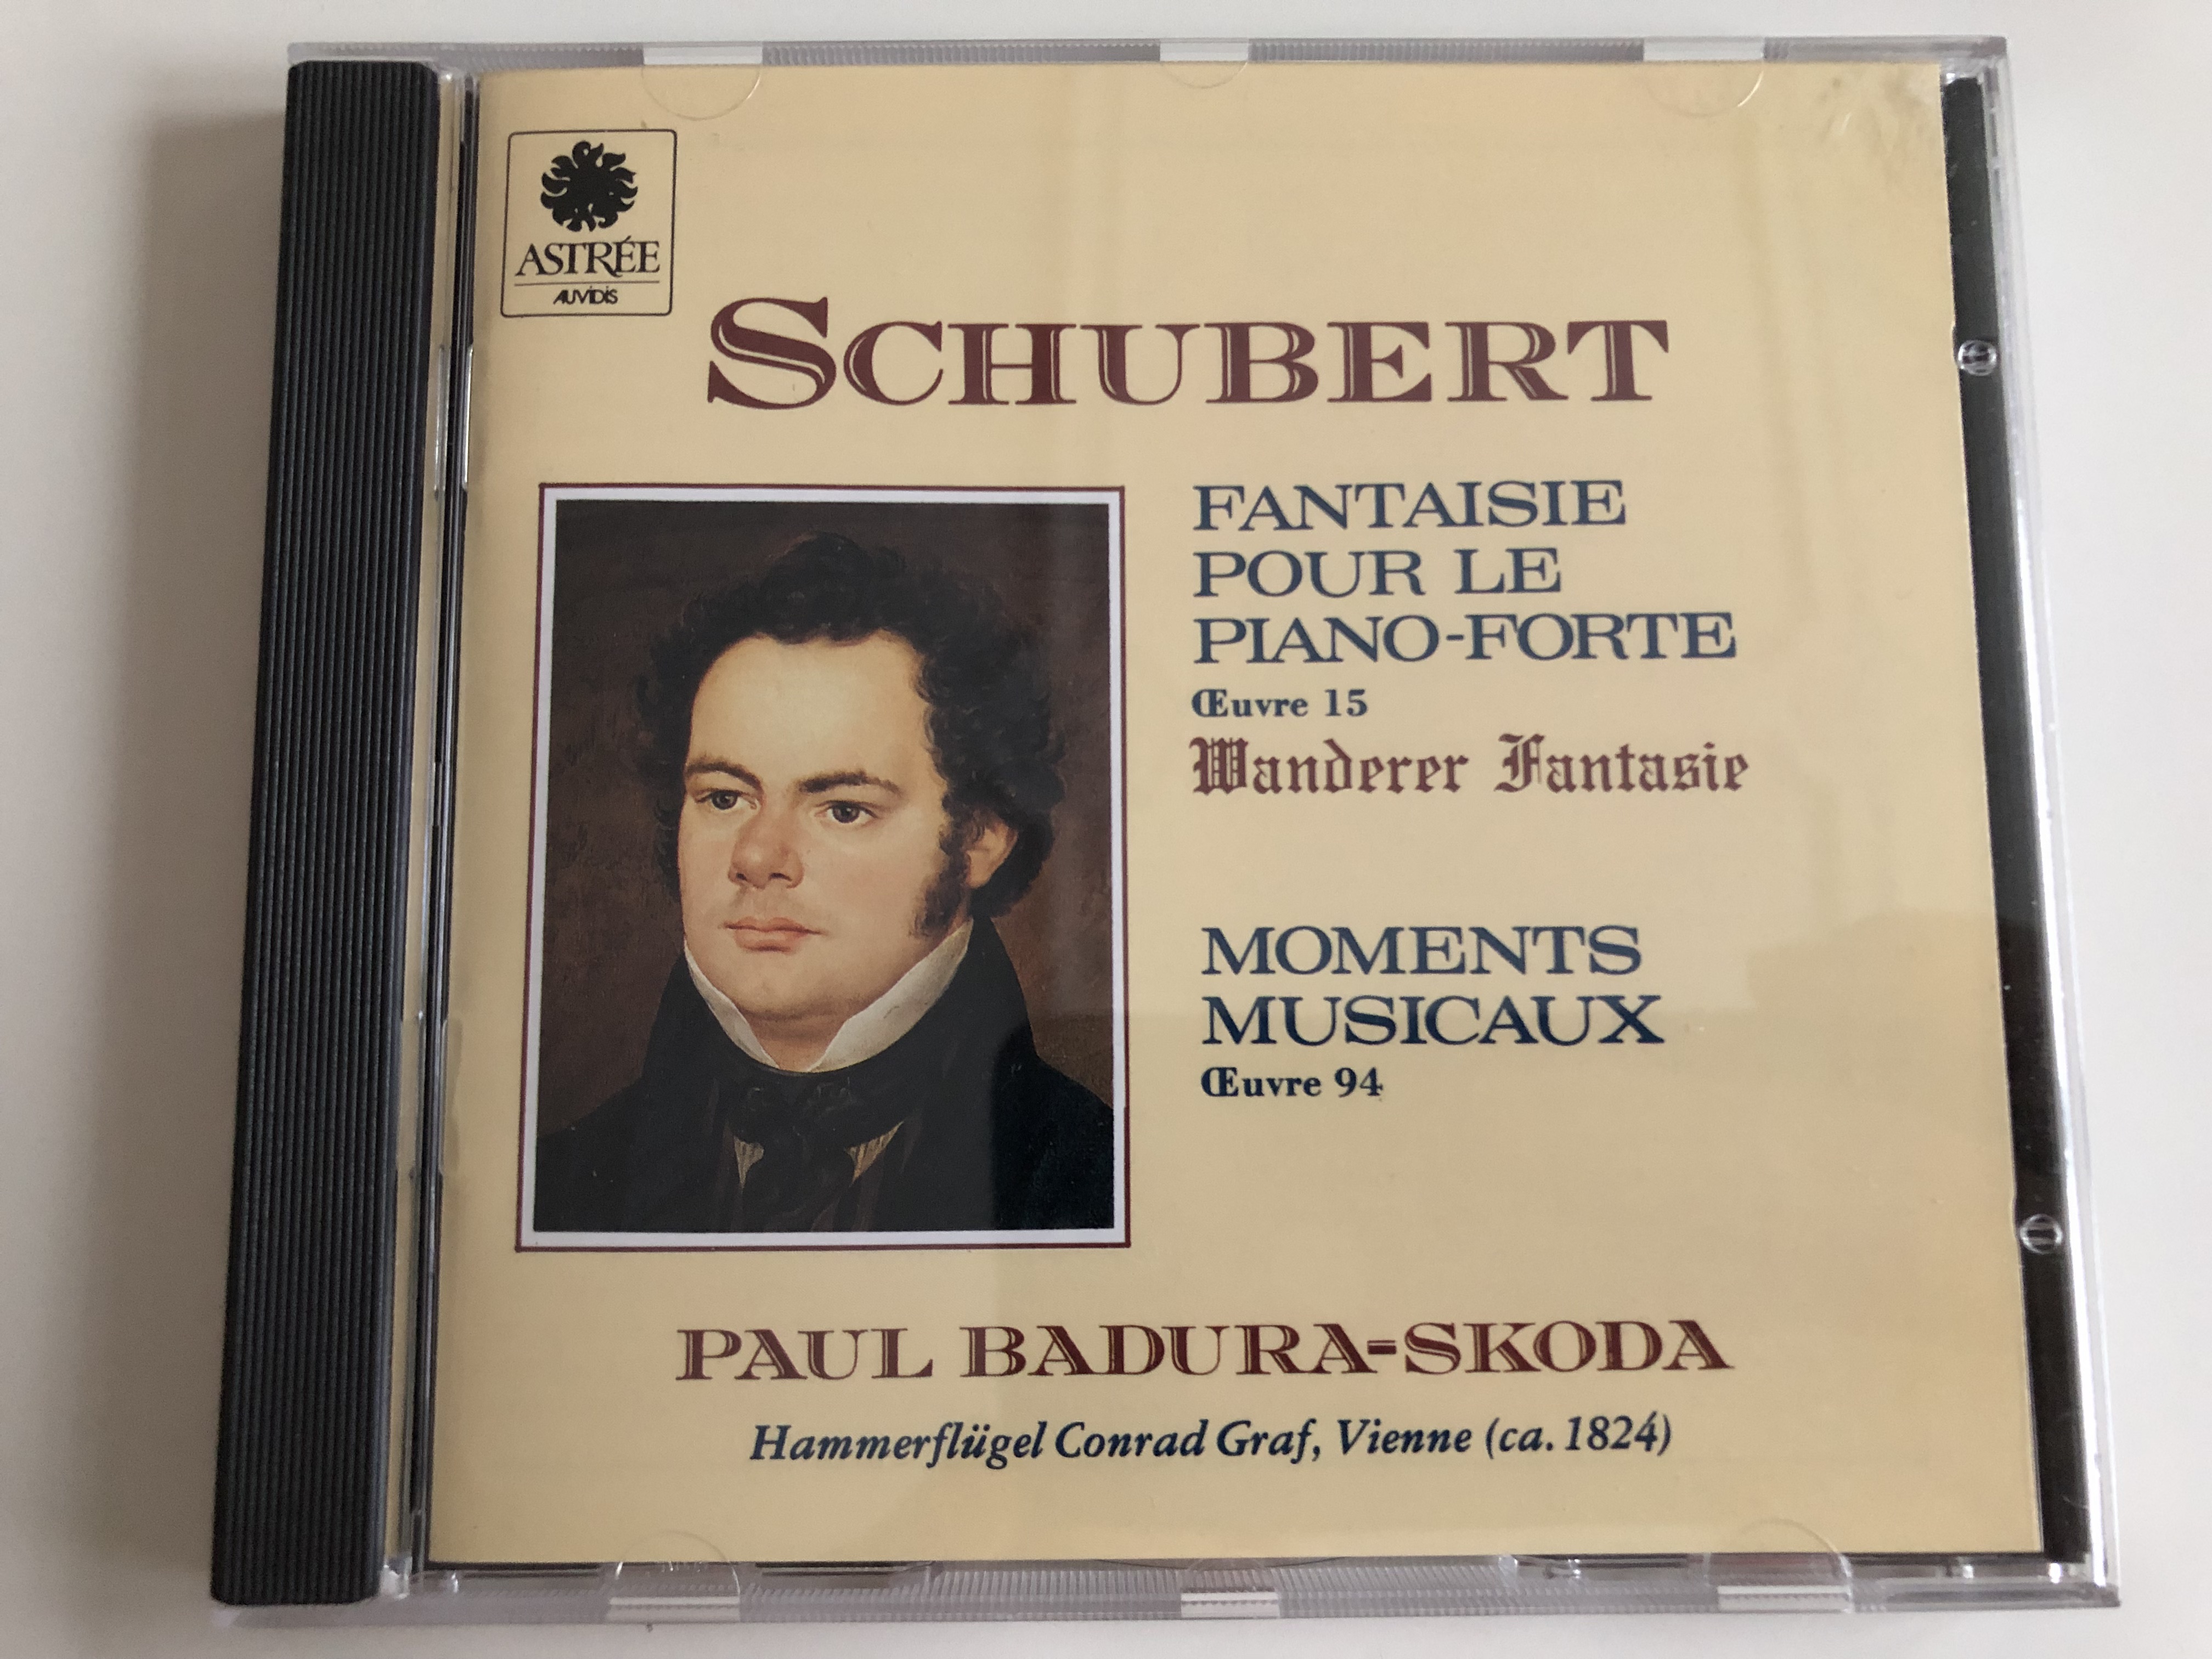 ASTRÉE
AUVIDIS
SCHUBERT
FANTAISIE
POUR LE
PIANO-FORTE
Œuvre 15
Wanderer Fantasie
MOMENTS
MUSICAUX
Œuvre 94
PAUL BADURA-SKODA
Hammerflügel Conrad Graf, Vienne (ca. 1824)